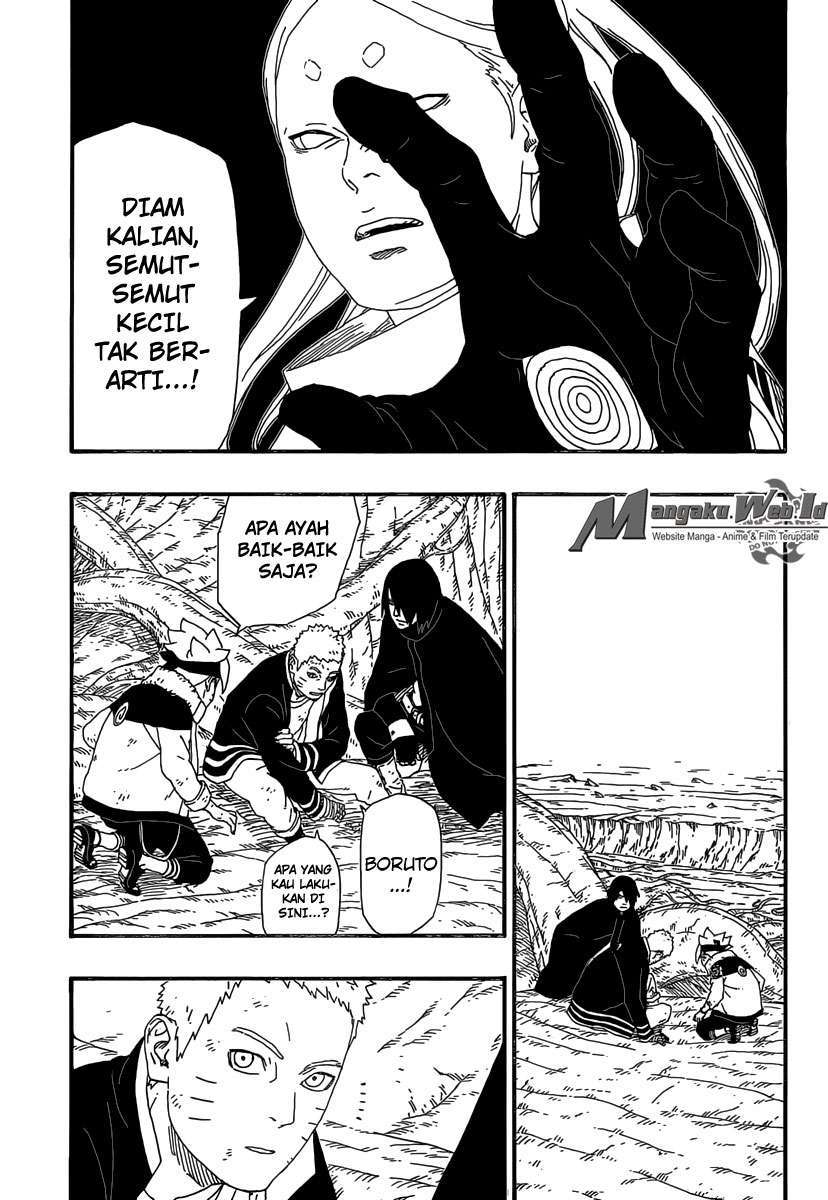 DIAM
KALIAN,
SEMUT-
SEMUT
KECIL
TAK BER-
ARTI...!
Mangaku.Web.Id
Website Manga - Anime & Film Terupdate
APA AYAH
BAIK-BAIK
SAJA?
BORUTO
...!
APA YANG
KAU LAKU-
KAN DI
SINI...?